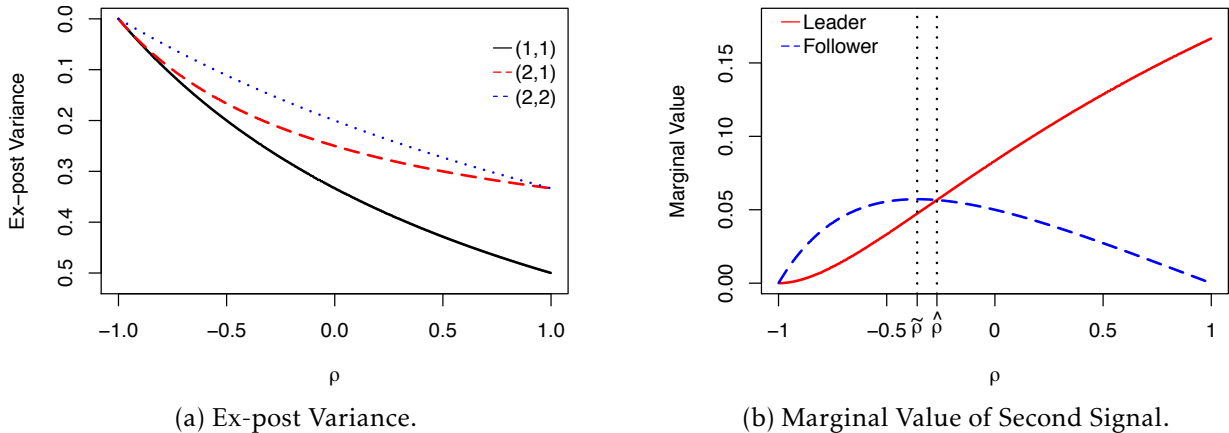 Ex−post Variance
0.0
0.1
0.2
0.3
0.4
0.5
(1,1)
(2,1)
(2,2)
−1.0 −0.5 0.0 0.5 1.0
ρ
(a) Ex-post Variance.
Marginal Value
0.15
0.10
0.05
0.00
Leader
Follower
−1 −0.5 ρ̃ ρ̂ 0 0.5 1
ρ
(b) Marginal Value of Second Signal.